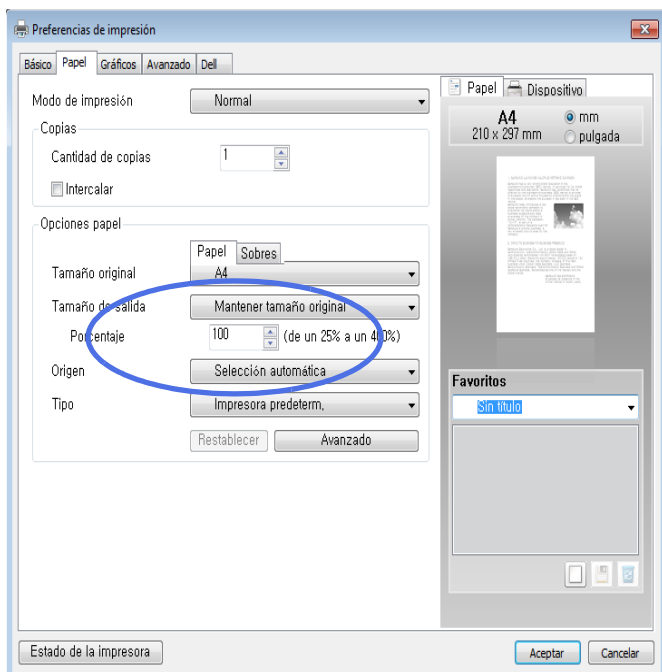 Preferencias de impresión
Básico Papel Gráficos Avanzado Dell
Modo de impresión Normal
Copias
Cantidad de copias 1
Intercalar
Opciones papel
Papel Sobres
Tamaño original A4
Tamaño de salida Mantener tamaño original
Porcentaje 100 (de un 25% a un 400%)
Origen Selección automática
Tipo Impresora predeterm,
Restablecer Avanzado
Papel Dispositivo
A4 mm
210 x 297 mm pulgada
Favoritos
Sin título
Estado de la impresora Aceptar Cancelar